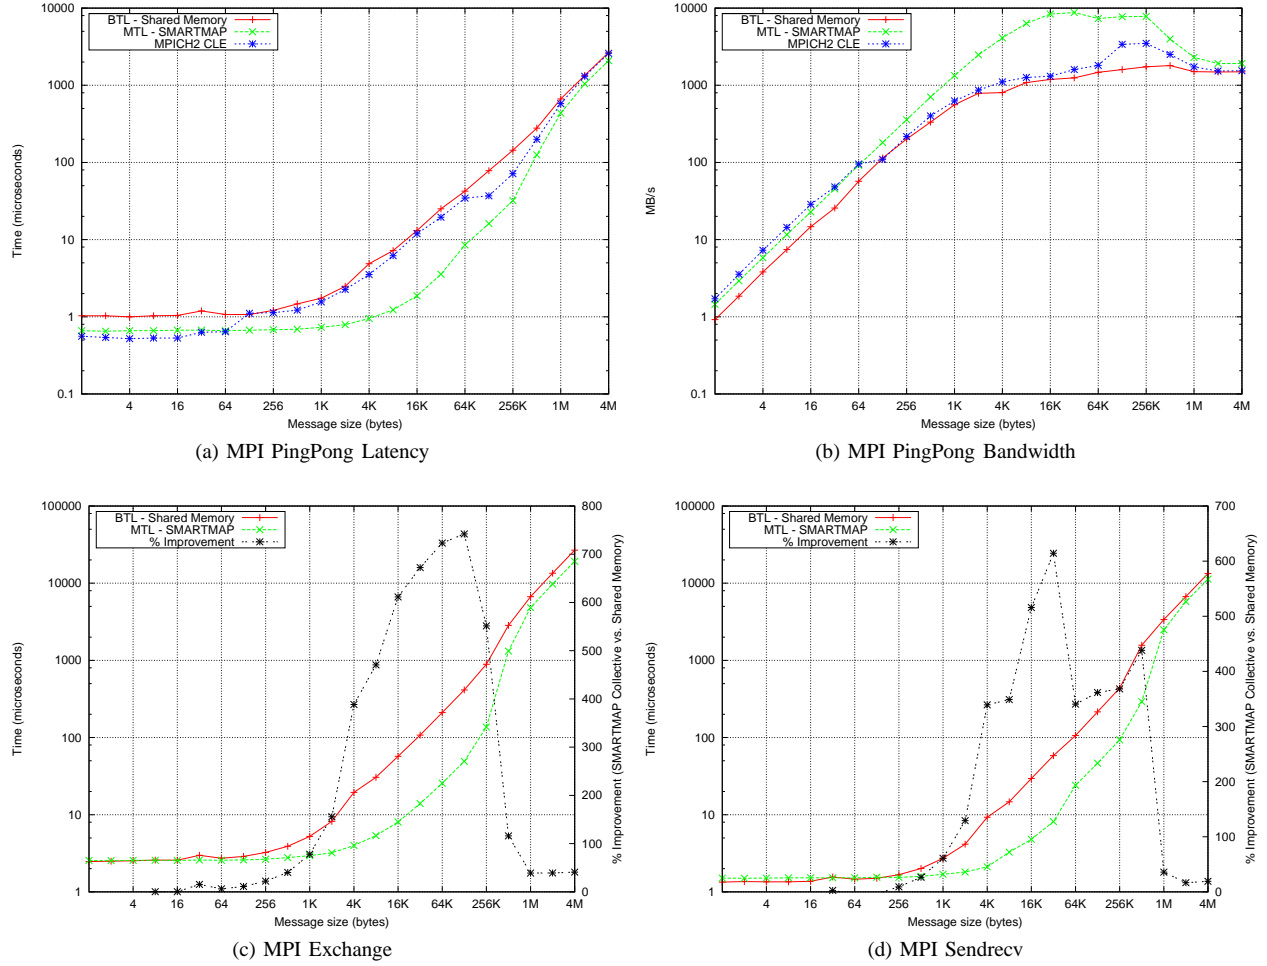 10000
1000
100
10
1
0.1
Time (microseconds)
BTL - Shared Memory
MTL - SMARTMAP
MPICH2 CLE
4 16 64 256 1K 4K 16K 64K 256K 1M 4M
Message size (bytes)
(a) MPI PingPong Latency
10000
1000
100
10
1
0.1
MB/s
BTL - Shared Memory
MTL - SMARTMAP
MPICH2 CLE
4 16 64 256 1K 4K 16K 64K 256K 1M 4M
Message size (bytes)
(b) MPI PingPong Bandwidth
100000
10000
1000
100
10
1
Time (microseconds)
BTL - Shared Memory
MTL - SMARTMAP
% Improvement
800
700
600
500
400
300
200
100
0
% Improvement (SMARTMAP Collective vs. Shared Memory)
4 16 64 256 1K 4K 16K 64K 256K 1M 4M
Message size (bytes)
(c) MPI Exchange
100000
10000
1000
100
10
1
Time (microseconds)
BTL - Shared Memory
MTL - SMARTMAP
% Improvement
700
600
500
400
300
200
100
0
% Improvement (SMARTMAP Collective vs. Shared Memory)
4 16 64 256 1K 4K 16K 64K 256K 1M 4M
Message size (bytes)
(d) MPI Sendrecv